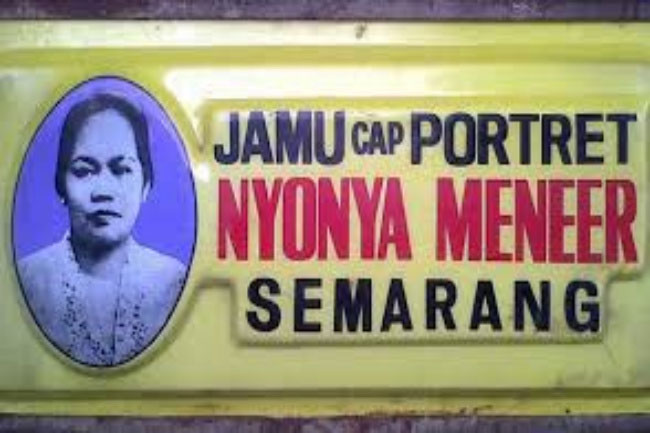 JAMU CAP PORTRET
NYONYA MENEER
SEMARANG